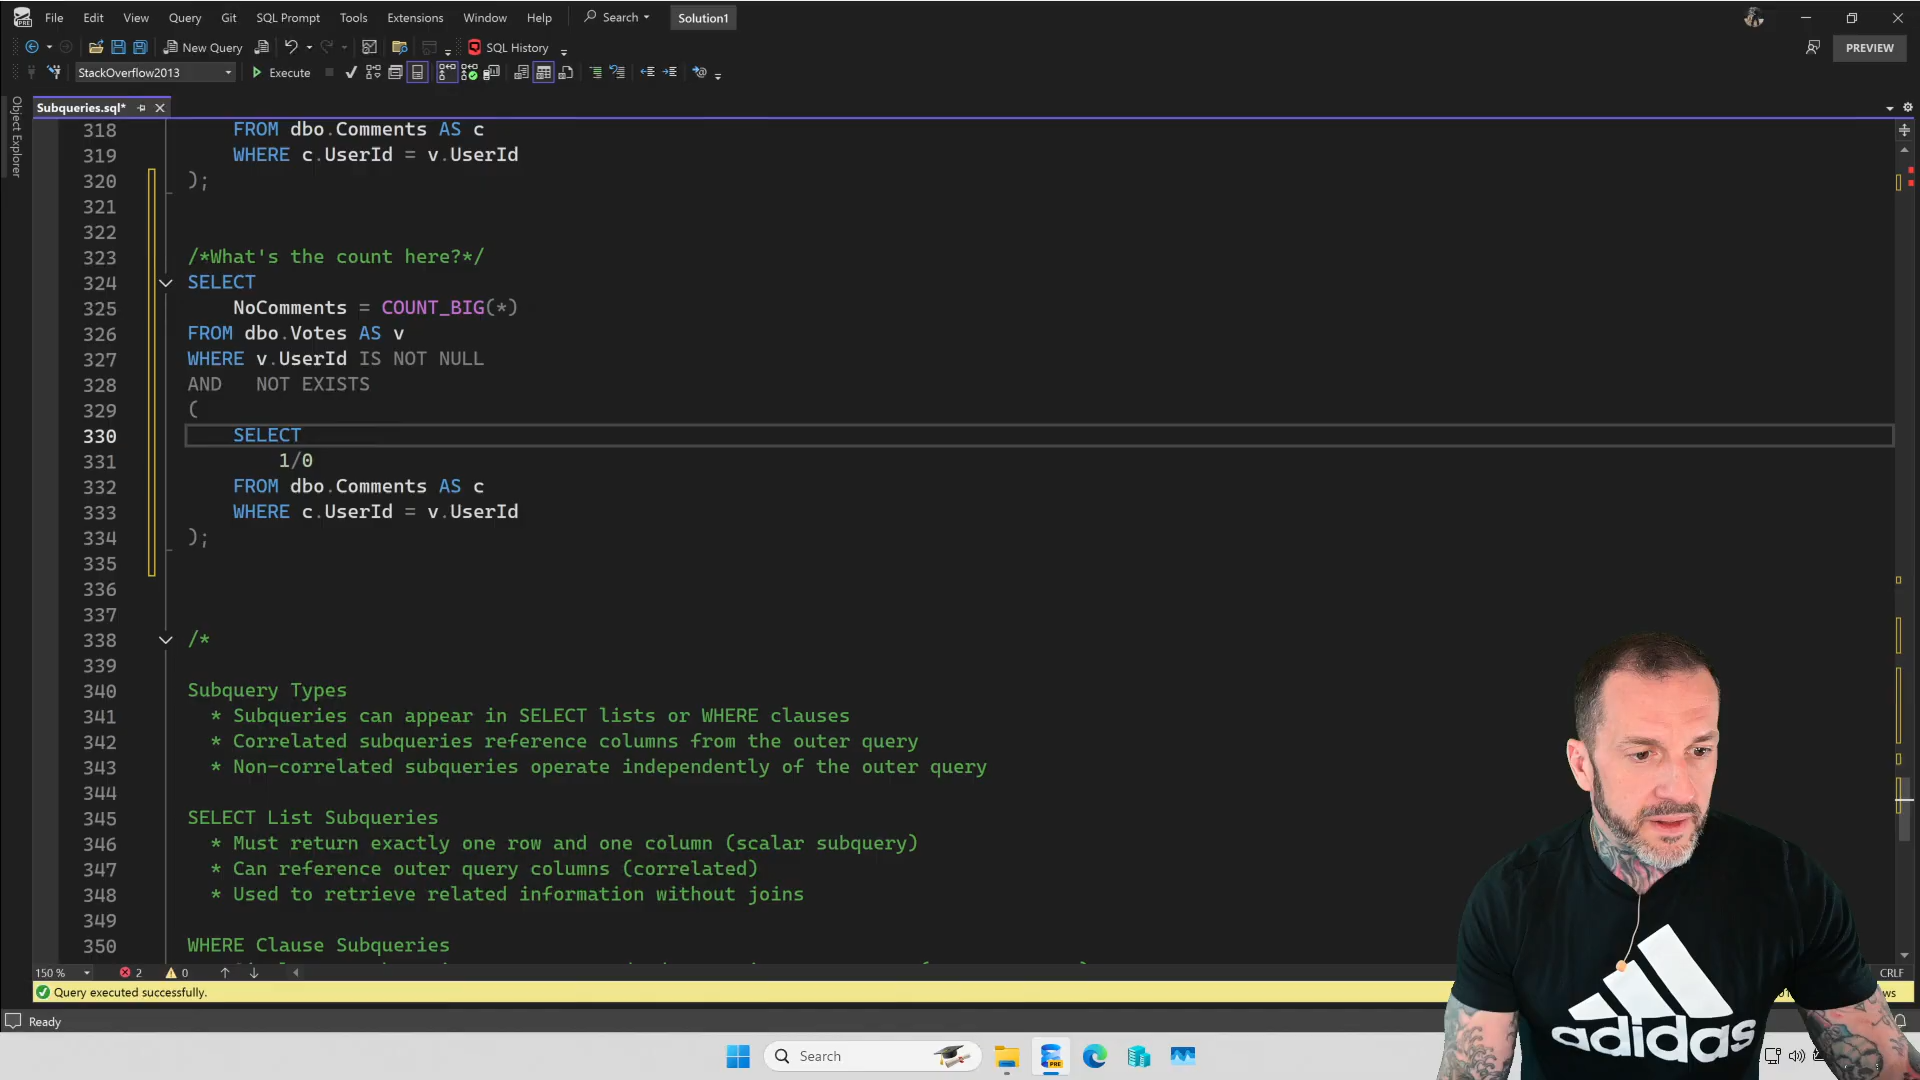 File Edit View Query Git SQL Prompt Tools Extensions Window Help Search Solution1
New Query SQL History PREVIEW
StackOverflow2013 Execute
Subqueries.sql*
Object Explorer
318 FROM dbo.Comments AS c
319 WHERE c.UserId = v.UserId
320 );
321
322
323 /*What's the count here?*/
324 SELECT
325 NoComments = COUNT_BIG(*)
326 FROM dbo.Votes AS v
327 WHERE v.UserId IS NOT NULL
328 AND NOT EXISTS
329 (
330 SELECT
331 1/0
332 FROM dbo.Comments AS c
333 WHERE c.UserId = v.UserId
334 );
335
336
337
338 /*
339
340 Subquery Types
341 * Subqueries can appear in SELECT lists or WHERE clauses
342 * Correlated subqueries reference columns from the outer query
343 * Non-correlated subqueries operate independently of the outer query
344
345 SELECT List Subqueries
346 * Must return exactly one row and one column (scalar subquery)
347 * Can reference outer query columns (correlated)
348 * Used to retrieve related information without joins
349
350 WHERE Clause Subqueries
150 % 2 0 CRLF
Query executed successfully.
Ready
Search
PRE
adidas